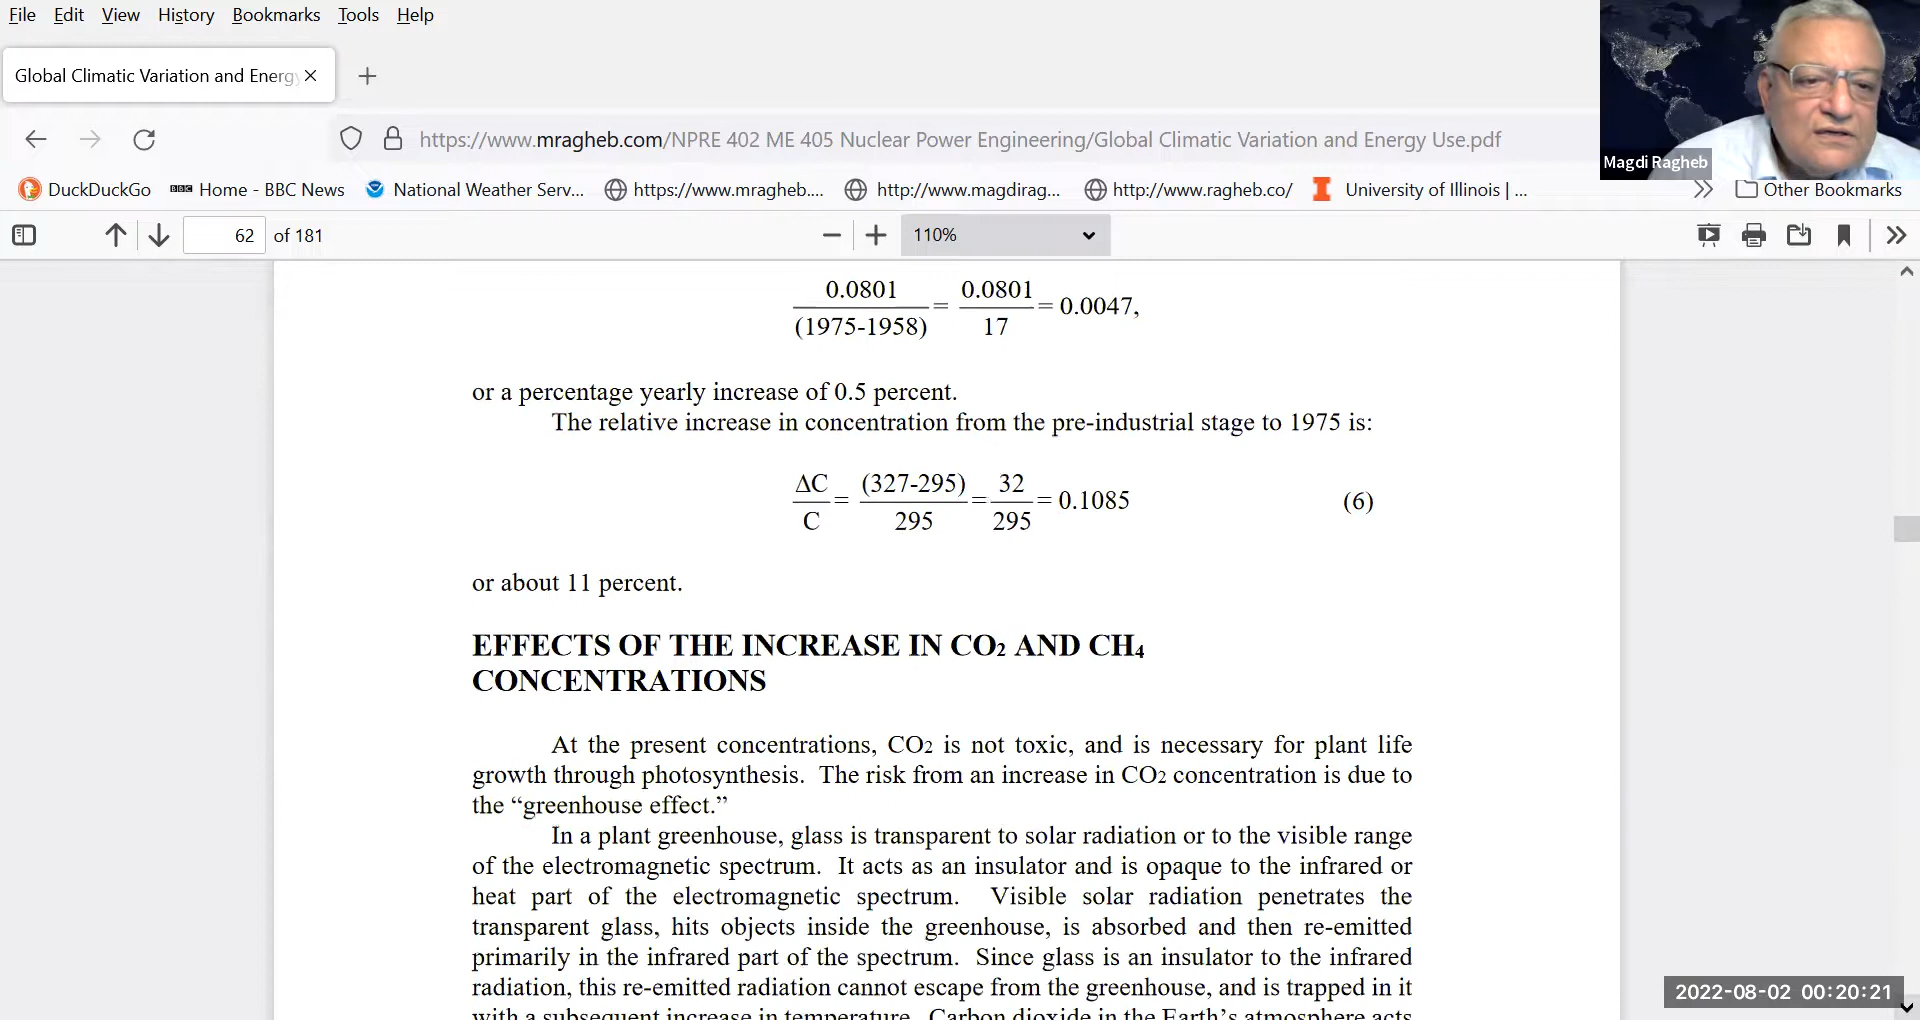 File Edit View History Bookmarks Tools Help
Global Climatic Variation and Energ
https://www.mragheb.com/NPRE 402 ME 405 Nuclear Power Engineering/Global Climatic Variation and Energy Use.pdf
Magdi Ragheb
DuckDuckGo BBC Home - BBC News National Weather Serv... https://www.mragheb.... http://www.magdirag... http://www.ragheb.co/ University of Illinois | ... Other Bookmarks
62 of 181 110%
0.0801 / (1975-1958) = 0.0801 / 17 = 0.0047,
or a percentage yearly increase of 0.5 percent.
The relative increase in concentration from the pre-industrial stage to 1975 is:
ΔC / C = (327-295) / 295 = 32 / 295 = 0.1085 (6)
or about 11 percent.
EFFECTS OF THE INCREASE IN CO₂ AND CH₄
CONCENTRATIONS
At the present concentrations, CO₂ is not toxic, and is necessary for plant life
growth through photosynthesis. The risk from an increase in CO₂ concentration is due to
the “greenhouse effect.”
In a plant greenhouse, glass is transparent to solar radiation or to the visible range
of the electromagnetic spectrum. It acts as an insulator and is opaque to the infrared or
heat part of the electromagnetic spectrum. Visible solar radiation penetrates the
transparent glass, hits objects inside the greenhouse, is absorbed and then re-emitted
primarily in the infrared part of the spectrum. Since glass is an insulator to the infrared
radiation, this re-emitted radiation cannot escape from the greenhouse, and is trapped in it
with a subsequent increase in temperature. Carbon dioxide in the Earth’s atmosphere acts
2022-08-02 00:20:21